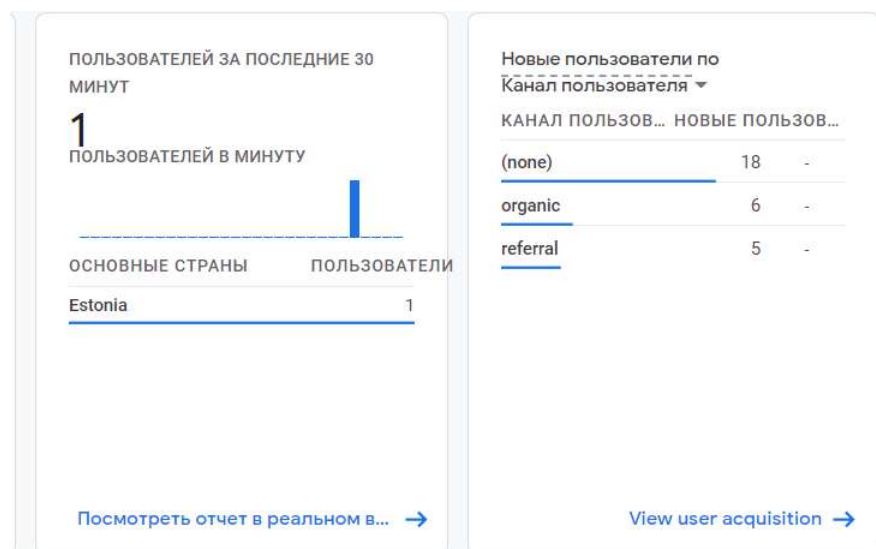 ПОЛЬЗОВАТЕЛЕЙ ЗА ПОСЛЕДНИЕ 30
МИНУТ
1
ПОЛЬЗОВАТЕЛЕЙ В МИНУТУ
ОСНОВНЫЕ СТРАНЫ ПОЛЬЗОВАТЕЛИ
Estonia 1
Посмотреть отчет в реальном в...
Новые пользователи по
Канал пользователя
КАНАЛ ПОЛЬЗОВ... НОВЫЕ ПОЛЬЗОВ...
(none) 18 -
organic 6 -
referral 5 -
View user acquisition